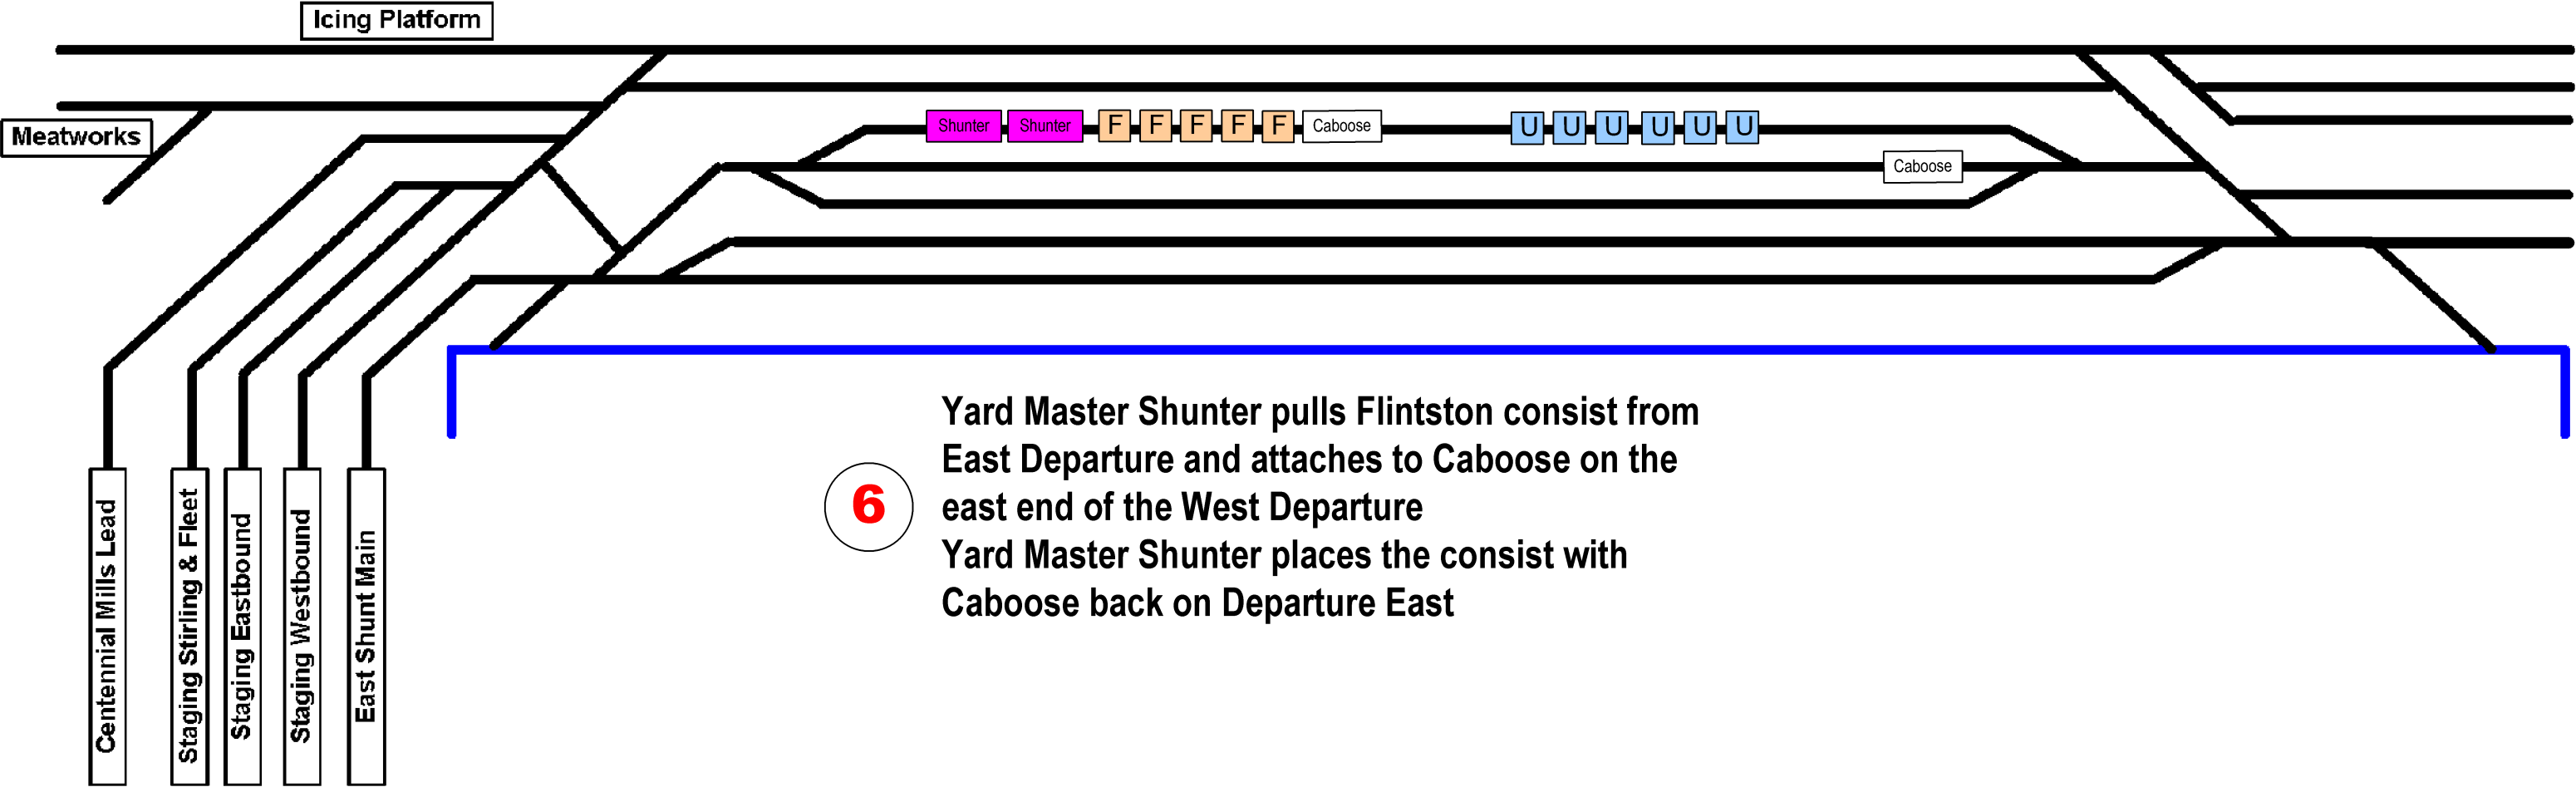 Icing Platform
Meatworks
Shunter Shunter F F F F F Caboose U U U U U U
Caboose
Centennial Mills Lead
Staging Stirling & Fleet
Staging Eastbound
Staging Westbound
East Shunt Main
6
Yard Master Shunter pulls Flintston consist from
East Departure and attaches to Caboose on the
east end of the West Departure
Yard Master Shunter places the consist with
Caboose back on Departure East